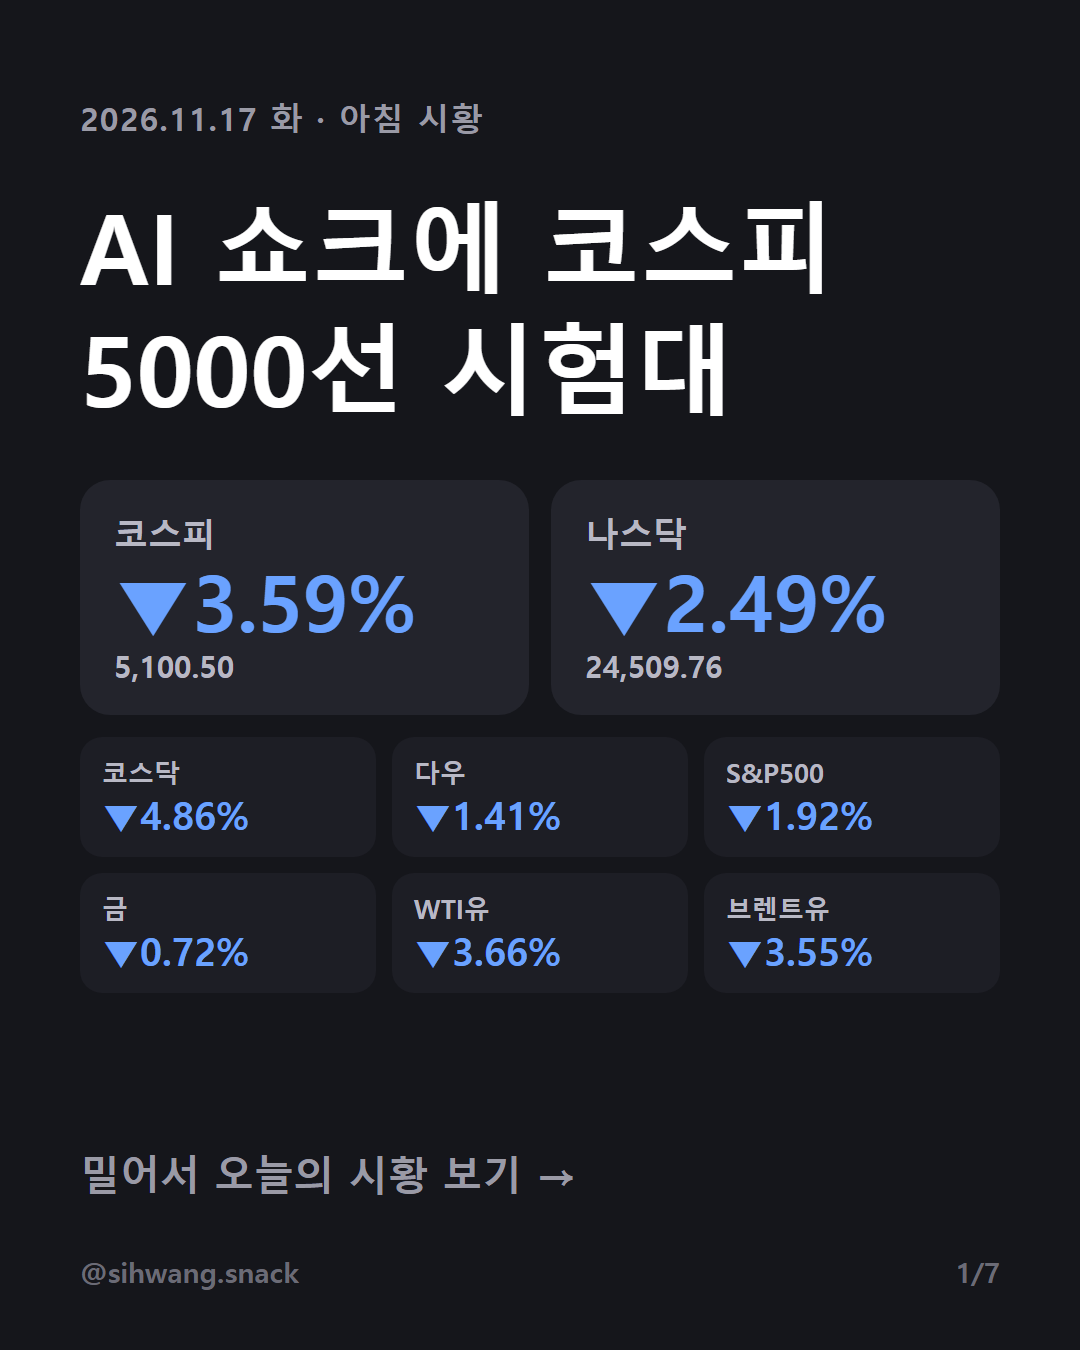 2026.11.17 화 · 아침 시황
AI 쇼크에 코스피
5000선 시험대
코스피
▼3.59%
5,100.50
나스닥
▼2.49%
24,509.76
코스닥
▼4.86%
다우
▼1.41%
S&P500
▼1.92%
금
▼0.72%
WTI유
▼3.66%
브렌트유
▼3.55%
밀어서 오늘의 시황 보기 →
@sihwang.snack
1/7